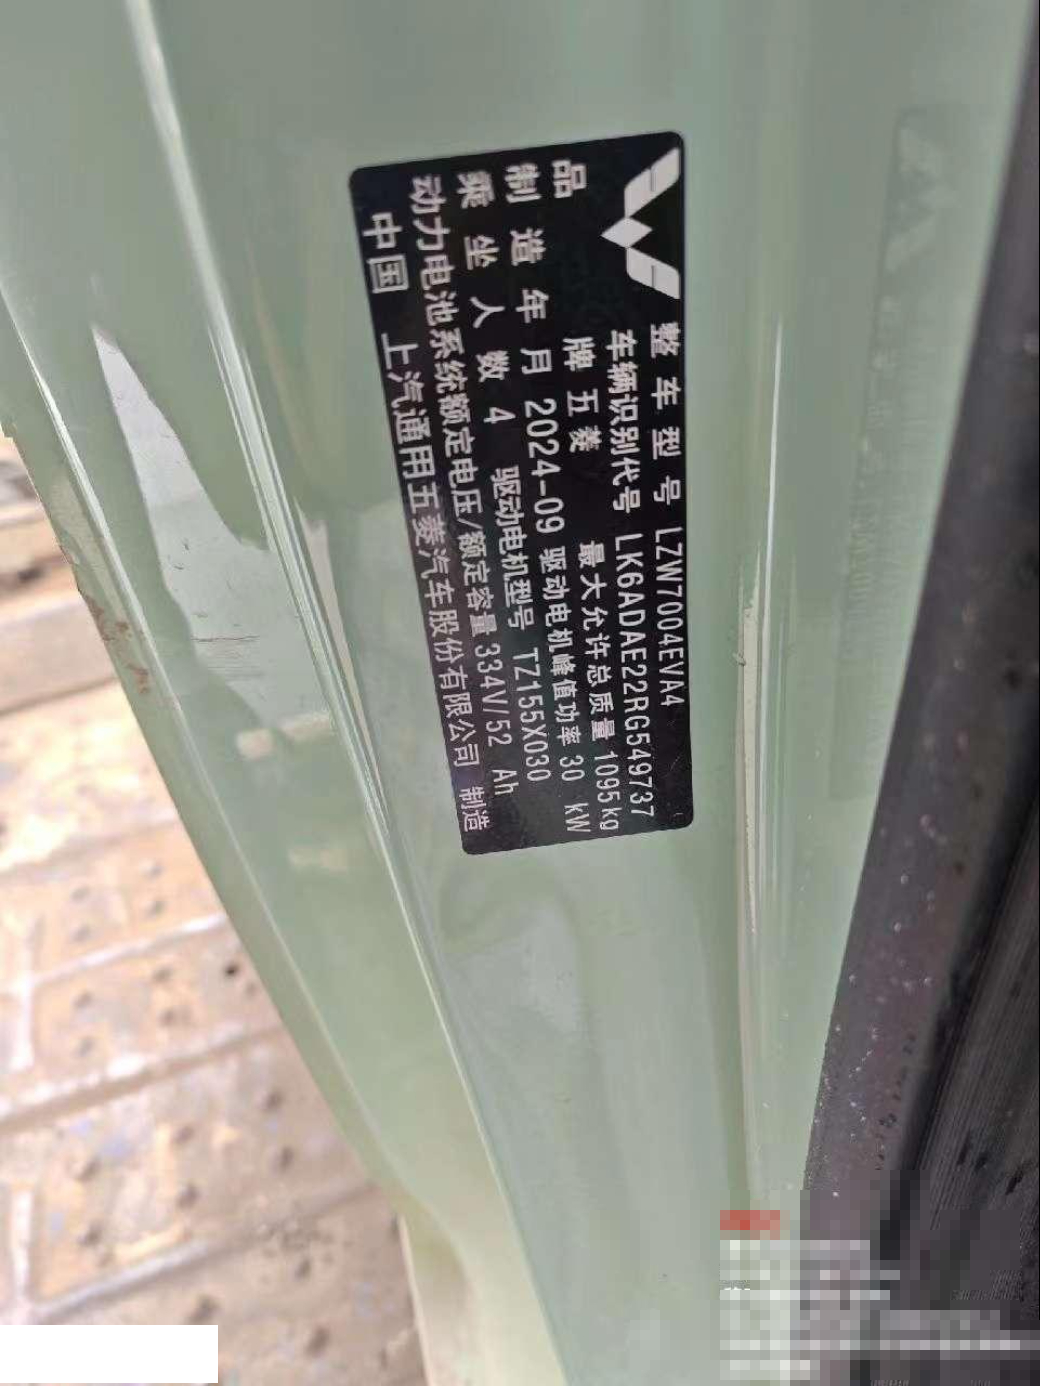 整车型号 LZW7004EVA4
车辆识别代号 LK6ADAE22RG549737
品牌 五菱 最大允许总质量 1095kg
制造年月 2024-09 驱动电机峰值功率 30 kW
乘坐人数 4 驱动电机型号 TZ155X030
动力电池系统额定电压/额定容量 334V/52 Ah
中国 上汽通用五菱汽车股份有限公司 制造